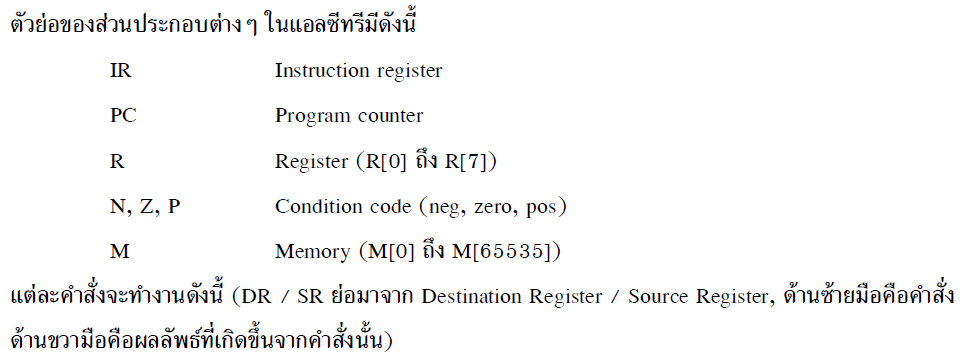 ตัวย่อของส่วนประกอบต่างๆ ในแอลซีทรีมีดังนี้
IR Instruction register
PC Program counter
R Register (R[0] ถึง R[7])
N, Z, P Condition code (neg, zero, pos)
M Memory (M[0] ถึง M[65535])
แต่ละคำสั่งจะทำงานดังนี้ (DR / SR ย่อมาจาก Destination Register / Source Register, ด้านซ้ายมือคือคำสั่ง
ด้านขวามือคือผลลัพธ์ที่เกิดขึ้นจากคำสั่งนั้น)